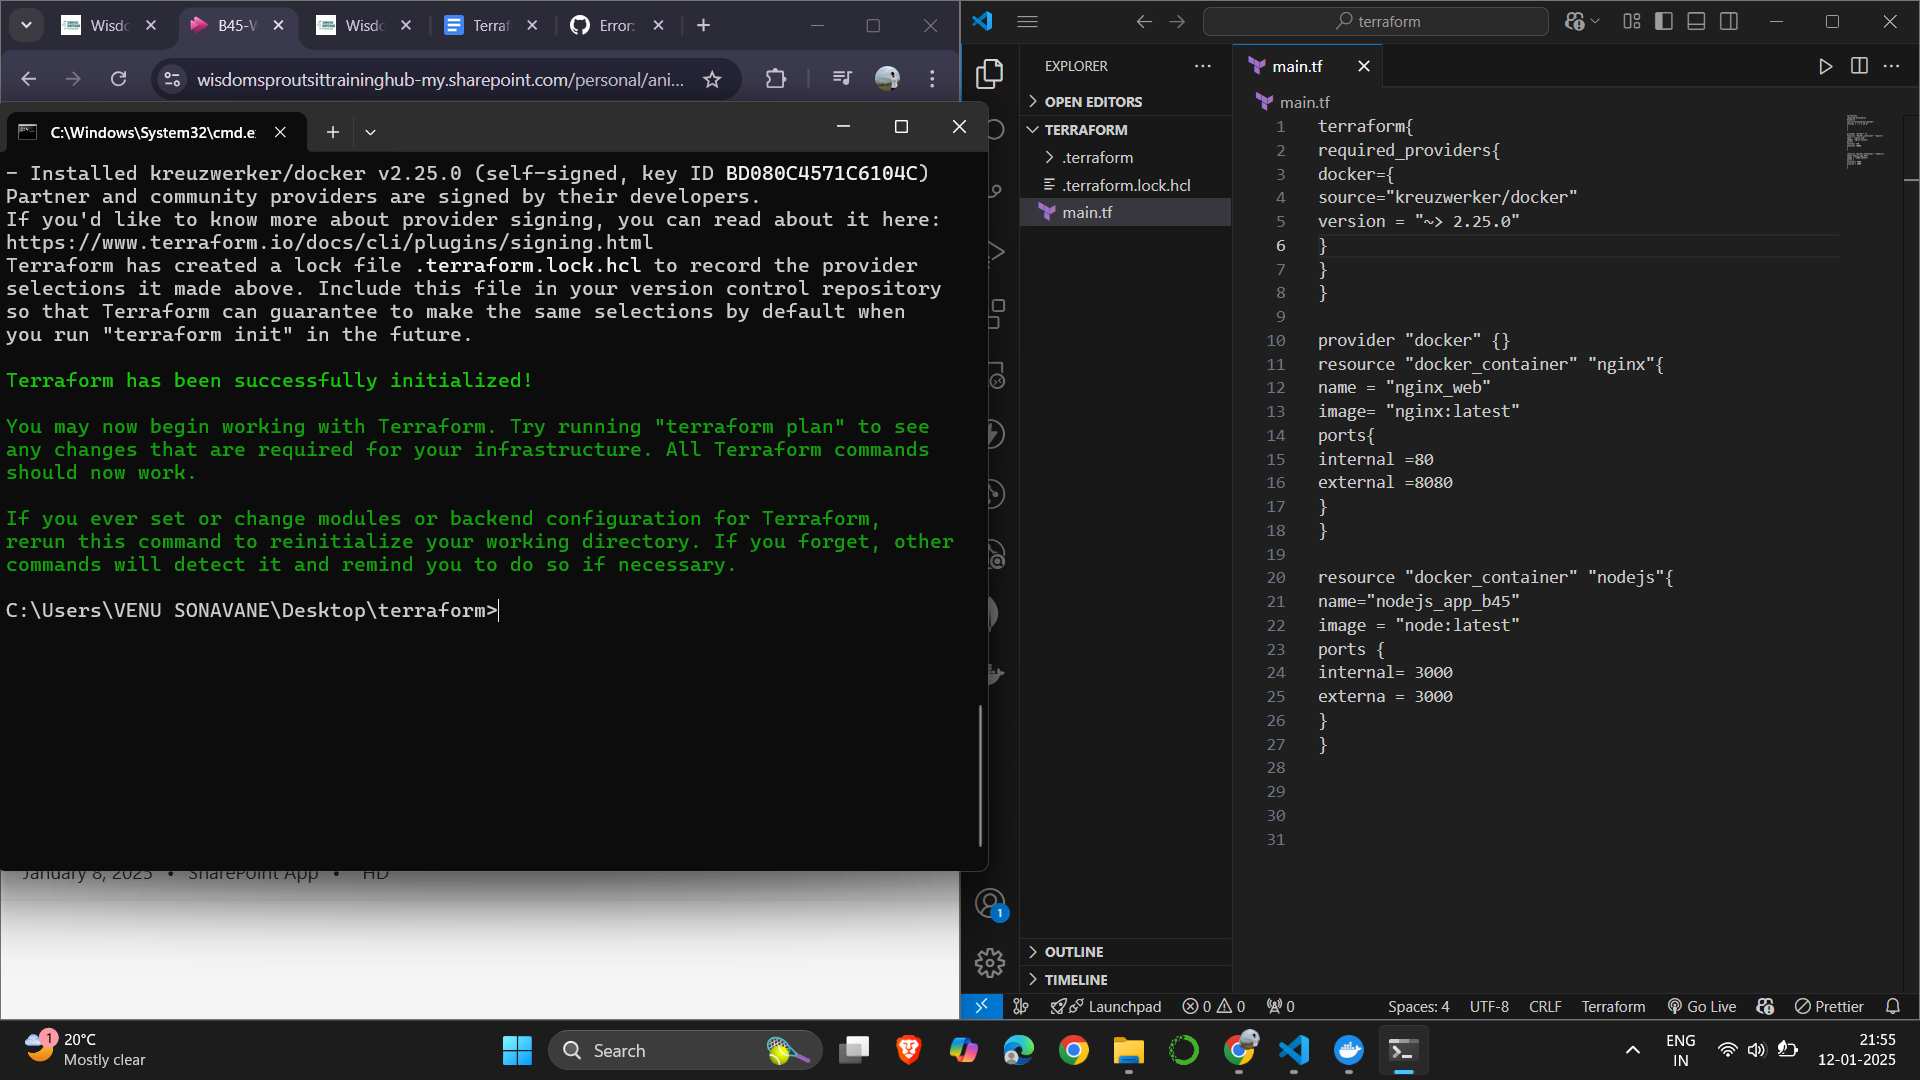 Wisdc
B45-V
Wisdc
Terraf
Error:
wisdomsproutsittraininghub-my.sharepoint.com/personal/ani...
C:\Windows\System32\cmd.e
- Installed kreuzwerker/docker v2.25.0 (self-signed, key ID BD080C4571C6104C)
Partner and community providers are signed by their developers.
If you'd like to know more about provider signing, you can read about it here:
https://www.terraform.io/docs/cli/plugins/signing.html
Terraform has created a lock file .terraform.lock.hcl to record the provider
selections it made above. Include this file in your version control repository
so that Terraform can guarantee to make the same selections by default when
you run "terraform init" in the future.
Terraform has been successfully initialized!
You may now begin working with Terraform. Try running "terraform plan" to see
any changes that are required for your infrastructure. All Terraform commands
should now work.
If you ever set or change modules or backend configuration for Terraform,
rerun this command to reinitialize your working directory. If you forget, other
commands will detect it and remind you to do so if necessary.
C:\Users\VENU SONAVANE\Desktop\terraform>
January 8, 2025 • SharePoint App • HD
terraform
EXPLORER
OPEN EDITORS
TERRAFORM
.terraform
.terraform.lock.hcl
main.tf
OUTLINE
TIMELINE
1
main.tf
main.tf
1 terraform{
2 required_providers{
3 docker={
4 source="kreuzwerker/docker"
5 version = "~> 2.25.0"
6 }
7 }
8 }
9
10 provider "docker" {}
11 resource "docker_container" "nginx"{
12 name = "nginx_web"
13 image= "nginx:latest"
14 ports{
15 internal =80
16 external =8080
17 }
18 }
19
20 resource "docker_container" "nodejs"{
21 name="nodejs_app_b45"
22 image = "node:latest"
23 ports {
24 internal= 3000
25 externa = 3000
26 }
27 }
28
29
30
31
Launchpad 0 0 0 Spaces: 4 UTF-8 CRLF Terraform Go Live Prettier
1
20°C
Mostly clear
Search
ENG
IN
21:55
12-01-2025